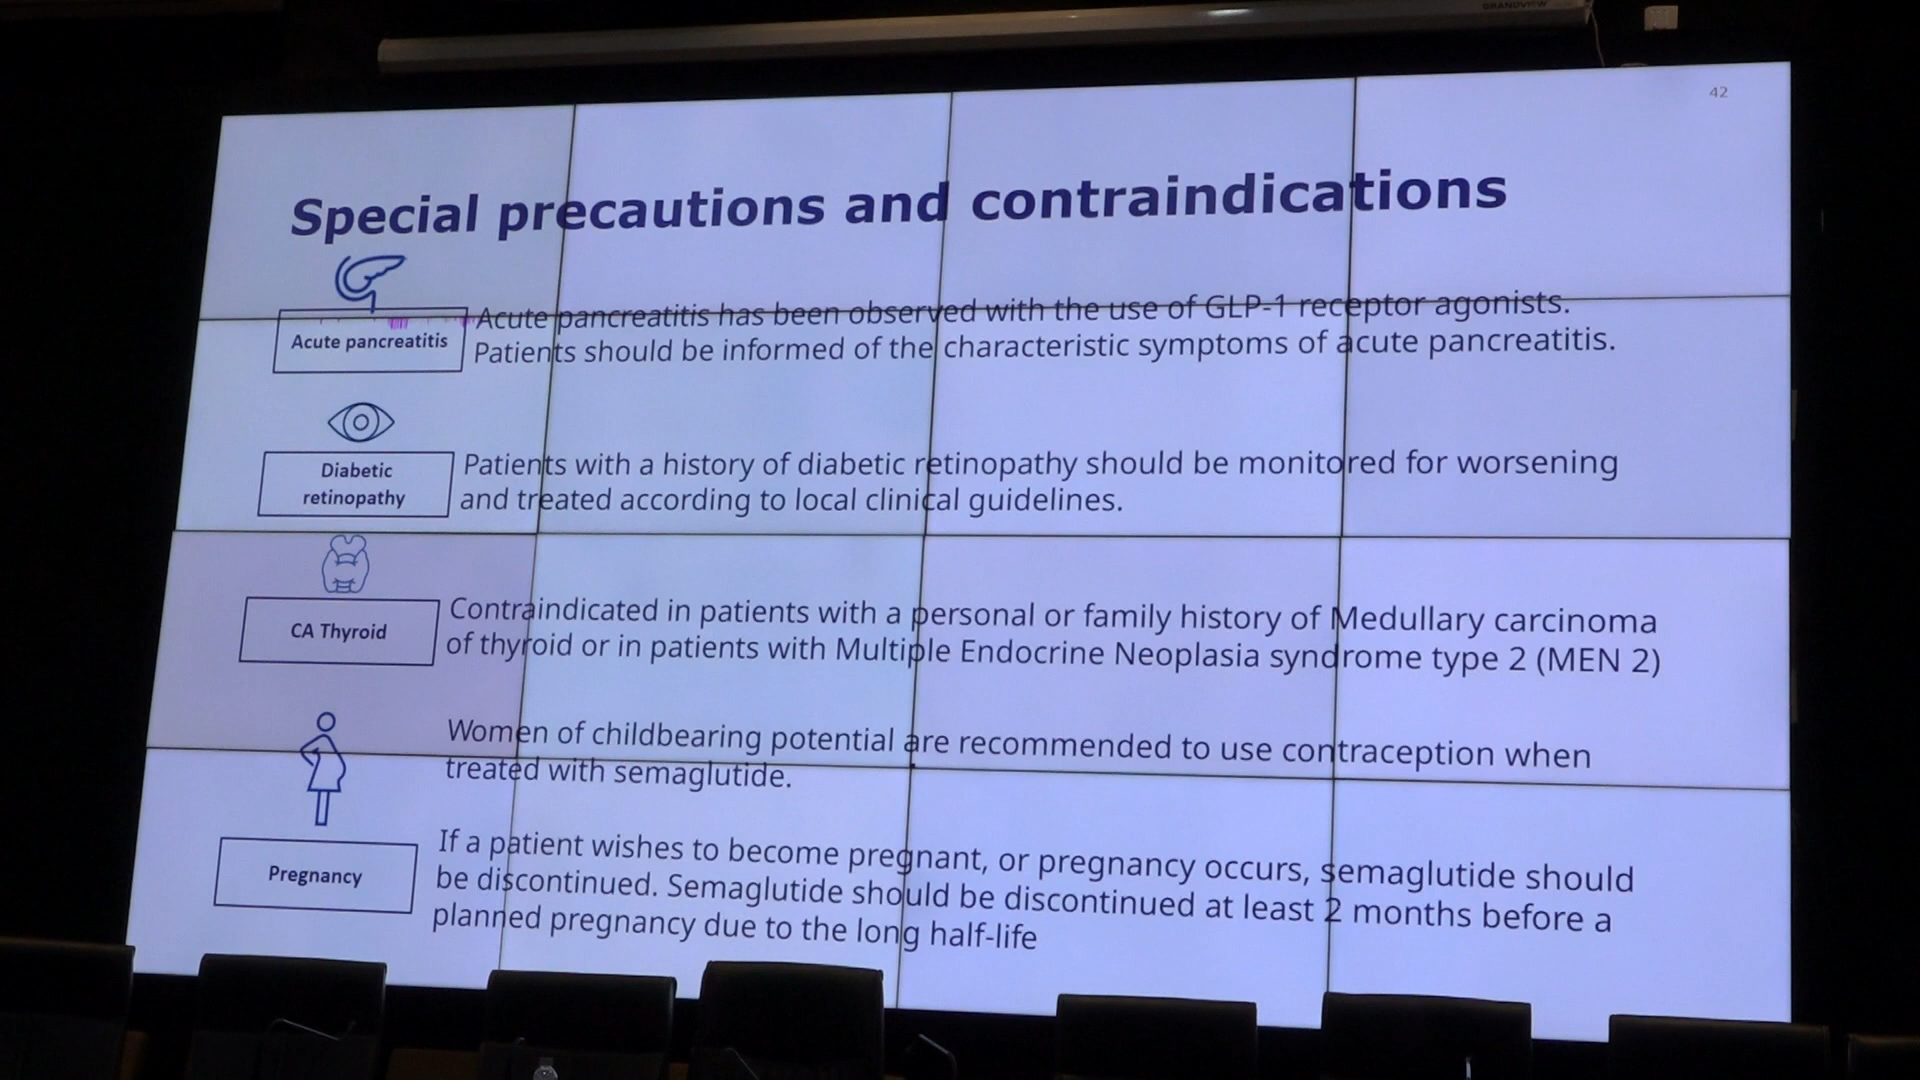 GRANDVIEW
42
Special precautions and contraindications
Acute pancreatitis
Acute pancreatitis has been observed with the use of GLP-1 receptor agonists.
Patients should be informed of the characteristic symptoms of acute pancreatitis.
Diabetic
retinopathy
Patients with a history of diabetic retinopathy should be monitored for worsening
and treated according to local clinical guidelines.
CA Thyroid
Contraindicated in patients with a personal or family history of Medullary carcinoma
of thyroid or in patients with Multiple Endocrine Neoplasia syndrome type 2 (MEN 2)
Women of childbearing potential are recommended to use contraception when
treated with semaglutide.
Pregnancy
If a patient wishes to become pregnant, or pregnancy occurs, semaglutide should
be discontinued. Semaglutide should be discontinued at least 2 months before a
planned pregnancy due to the long half-life